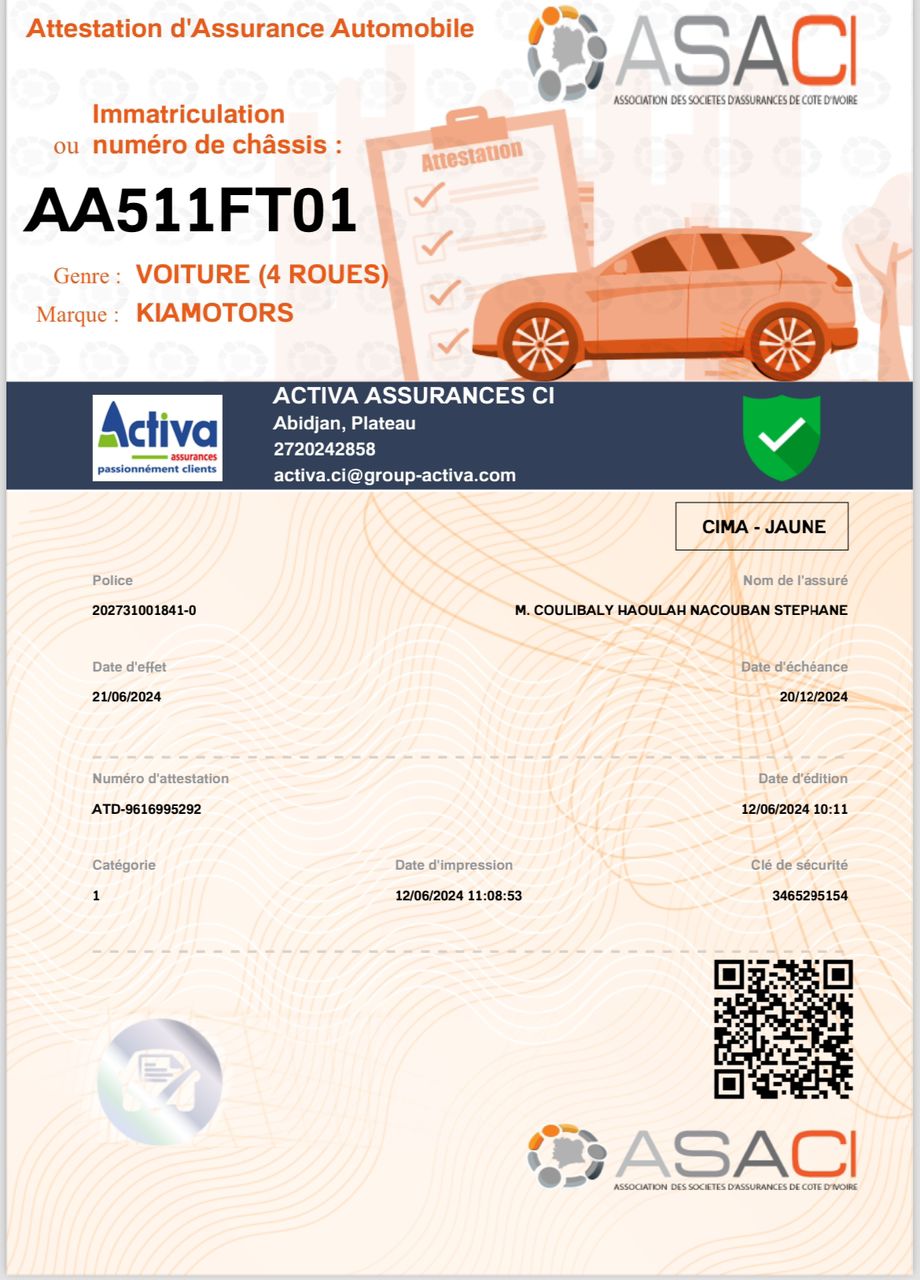 Attestation d'Assurance Automobile
ASACI
ASSOCIATION DES SOCIETES D'ASSURANCES DE COTE D'IVOIRE
Immatriculation
ou numéro de châssis :
Attestation
AA511FT01
Genre : VOITURE (4 ROUES)
Marque : KIAMOTORS
Activa
assurances
passionnément clients
ACTIVA ASSURANCES CI
Abidjan, Plateau
2720242858
activa.ci@group-activa.com
CIMA - JAUNE
Police Nom de l'assuré
202731001841-0 M. COULIBALY HAOULAH NACOUBAN STEPHANE
Date d'effet Date d'échéance
21/06/2024 20/12/2024
Numéro d'attestation Date d'édition
ATD-9616995292 12/06/2024 10:11
Catégorie Date d'impression Clé de sécurité
1 12/06/2024 11:08:53 3465295154
ASACI
ASSOCIATION DES SOCIETES D'ASSURANCES DE COTE D'IVOIRE